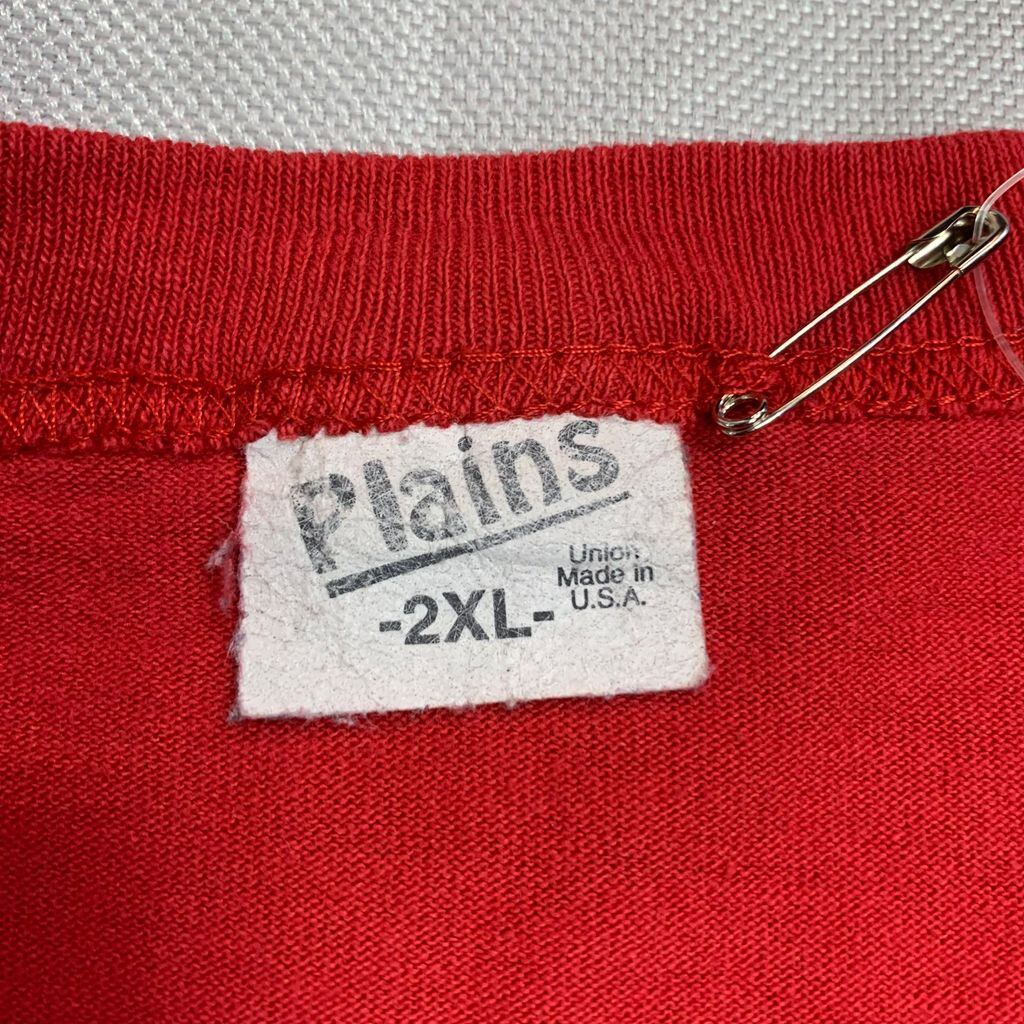 Plains
-2XL-
Union
Made in
U.S.A.